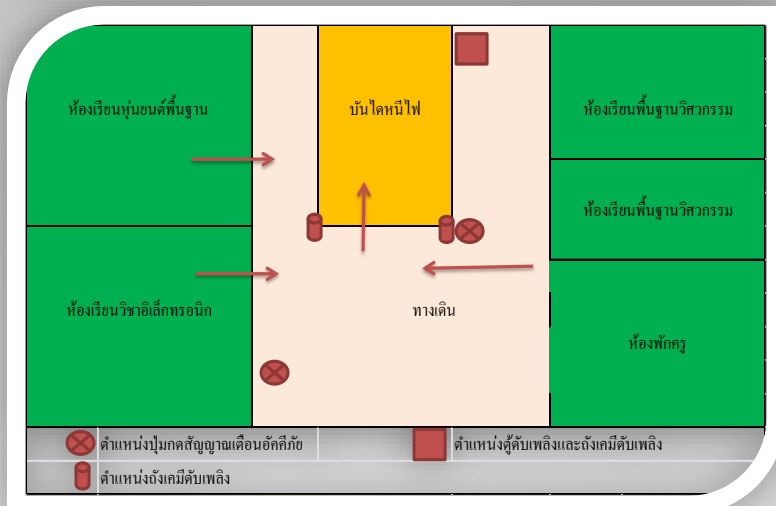 ห้องเรียนหุ่นยนต์พื้นฐาน
บันไดหนีไฟ
ห้องเรียนพื้นฐานวิศวกรรม
ห้องเรียนพื้นฐานวิศวกรรม
ห้องเรียนวิชาอิเล็กทรอนิก
ทางเดิน
ห้องพักครู
ตำแหน่งปุ่มกดสัญญาณเตือนอัคคีภัย
ตำแหน่งตู้ดับเพลิงและถังเคมีดับเพลิง
ตำแหน่งถังเคมีดับเพลิง